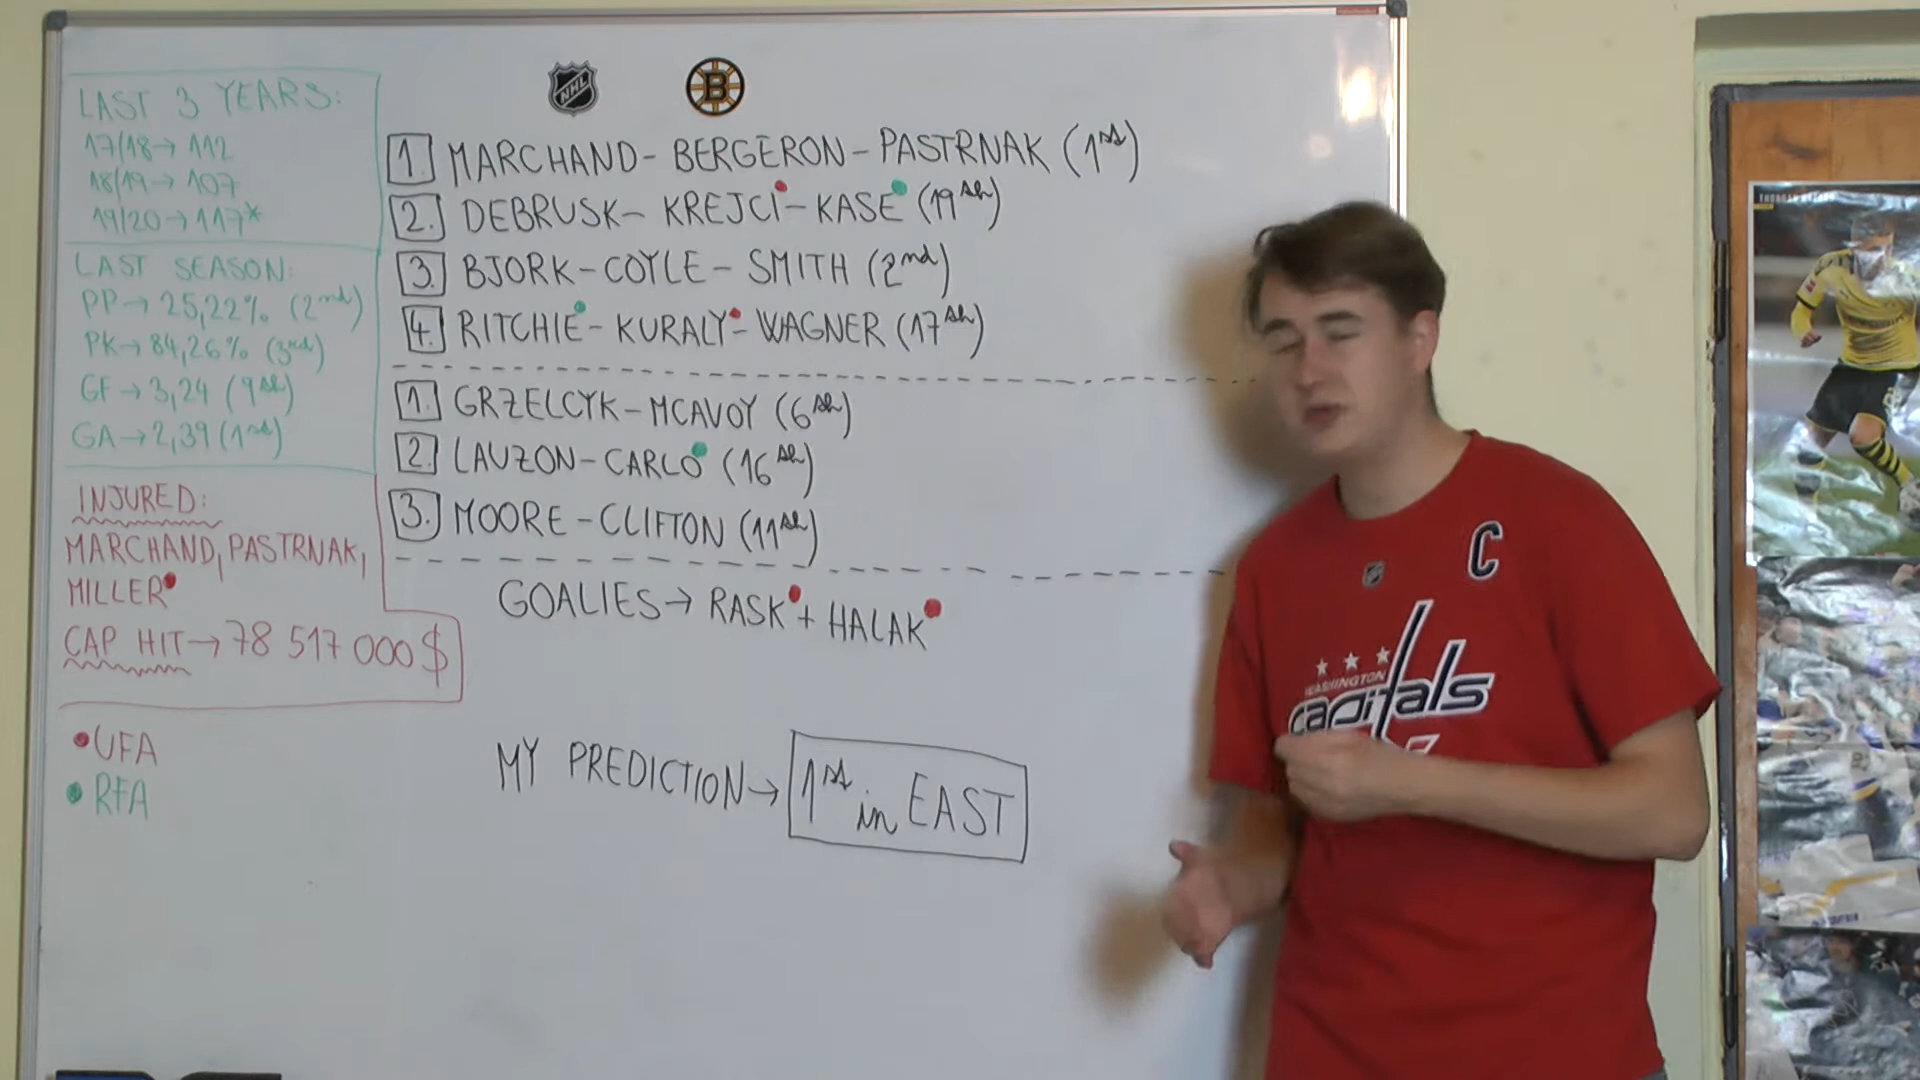 LAST 3 YEARS:
17/18→ 112
18/19→ 107
19/20→ 117*
LAST SEASON:
PP→ 25,22% (2nd)
PK→ 84,26% (3rd)
GF→ 3,24 (9th)
GA→ 2,39 (1st)
INJURED:
MARCHAND, PASTRNAK,
MILLER
CAP HIT→ 78 517 000$
UFA
RFA
NHL
B
1. MARCHAND- BERGERON- PASTRNAK (1st)
2. DEBRUSK- KREJCI- KASE (19th)
3. BJORK- COYLE- SMITH (2nd)
4. RITCHIE- KURALY- WAGNER (17th)
1. GRZELCYK- MCAVOY (6th)
2. LAUZON- CARLO (16th)
3. MOORE- CLIFTON (11th)
GOALIES→ RASK + HALAK
MY PREDICTION→ 1st in EAST
C
WASHINGTON
capitals